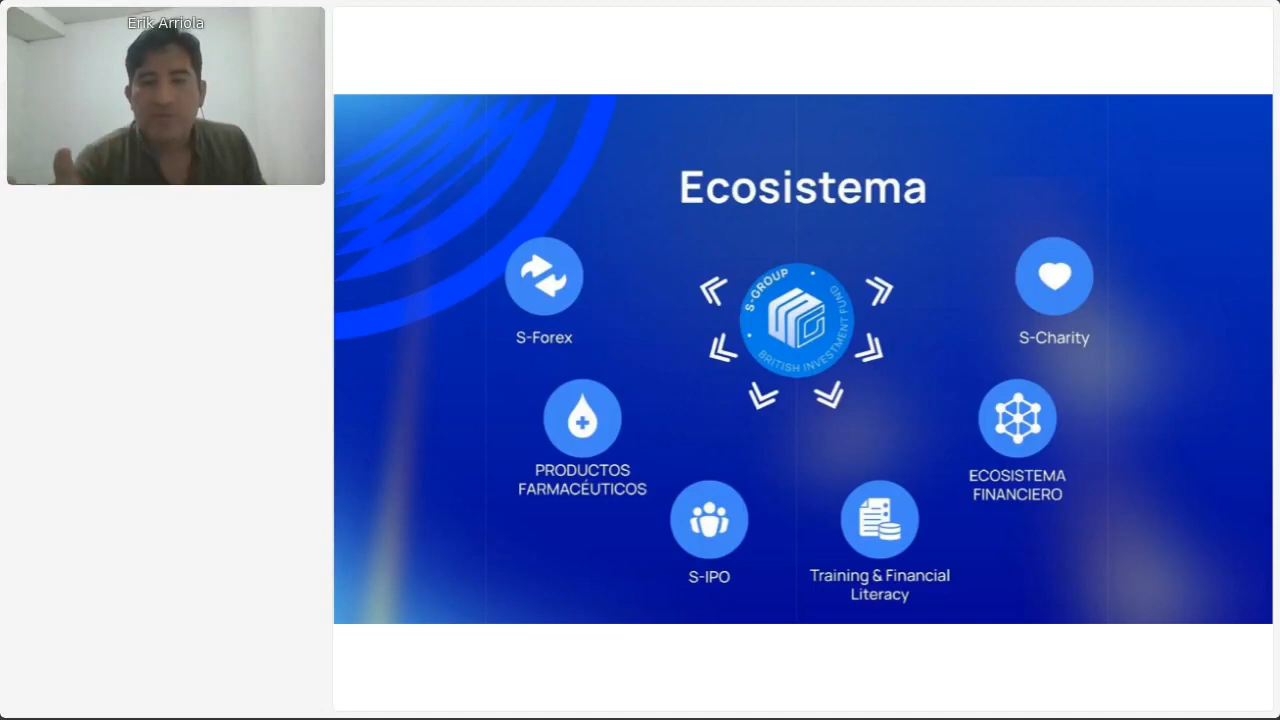 Erik Arriola
Ecosistema
S-GROUP
BRITISH INVESTMENT FUND
S-Forex
S-Charity
PRODUCTOS
FARMACÉUTICOS
ECOSISTEMA
FINANCIERO
S-IPO
Training & Financial
Literacy